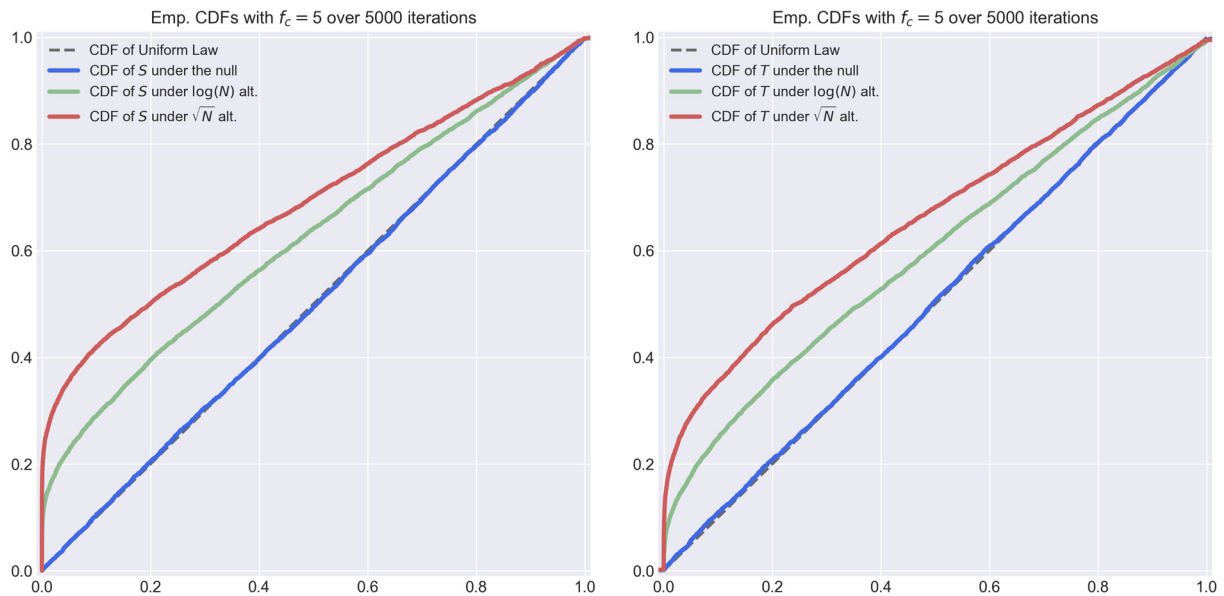 Emp. CDFs with $f_c = 5$ over 5000 iterations
1.0
0.8
0.6
0.4
0.2
0.0
CDF of Uniform Law
CDF of $S$ under the null
CDF of $S$ under $\log(N)$ alt.
CDF of $S$ under $\sqrt{N}$ alt.
0.0 0.2 0.4 0.6 0.8 1.0
Emp. CDFs with $f_c = 5$ over 5000 iterations
1.0
0.8
0.6
0.4
0.2
0.0
CDF of Uniform Law
CDF of $T$ under the null
CDF of $T$ under $\log(N)$ alt.
CDF of $T$ under $\sqrt{N}$ alt.
0.0 0.2 0.4 0.6 0.8 1.0